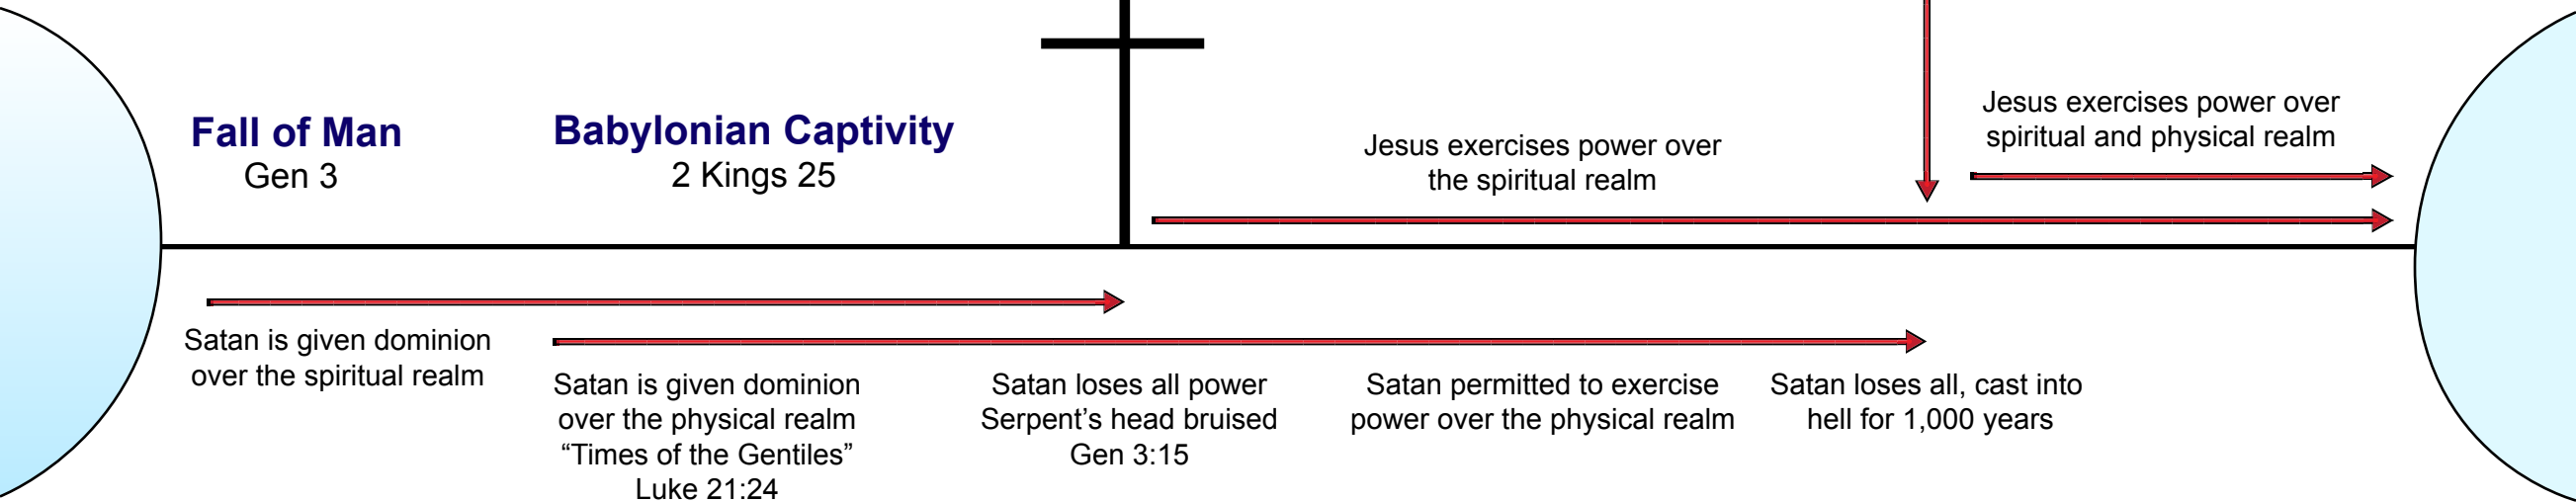 Fall of Man
Gen 3
Babylonian Captivity
2 Kings 25
Jesus exercises power over
the spiritual realm
Jesus exercises power over
spiritual and physical realm
Satan is given dominion
over the spiritual realm
Satan is given dominion
over the physical realm
“Times of the Gentiles”
Luke 21:24
Satan loses all power
Serpent’s head bruised
Gen 3:15
Satan permitted to exercise
power over the physical realm
Satan loses all, cast into
hell for 1,000 years